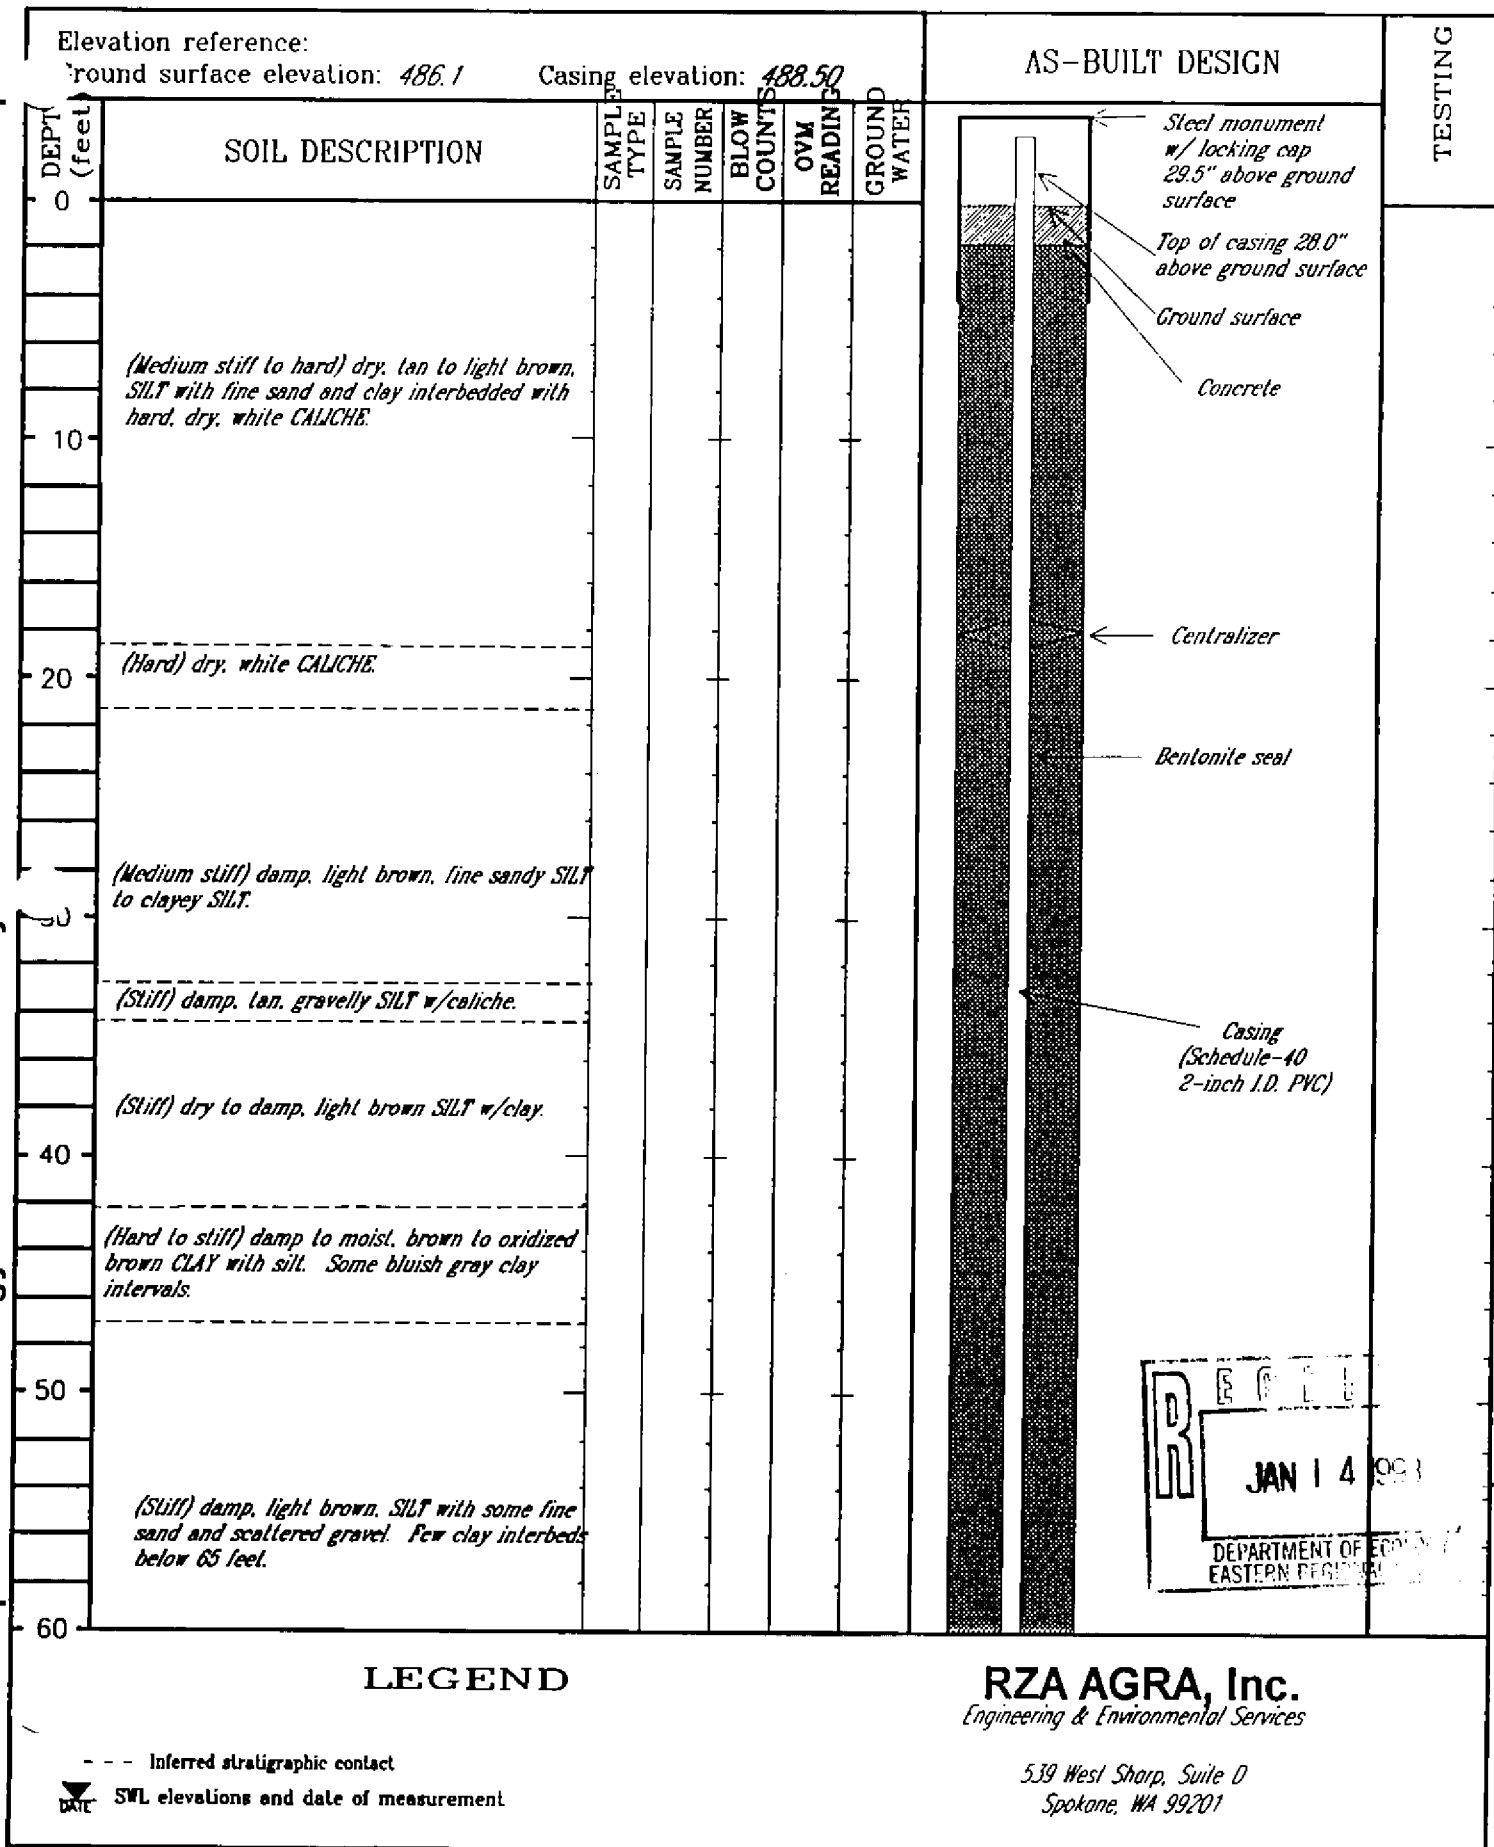 Elevation reference:
round surface elevation: 486.1 Casing elevation: 488.50
AS-BUILT DESIGN
TESTING
DEPT
(feet
SOIL DESCRIPTION
SAMPLE
TYPE
SAMPLE
NUMBER
BLOW
COUNTS
OVM
READING
GROUND
WATER
0
Steel monument
w/ locking cap
29.5" above ground
surface
Top of casing 28.0"
above ground surface
Ground surface
Concrete
(Medium stiff to hard) dry, tan to light brown,
SILT with fine sand and clay interbedded with
hard, dry, white CALICHE.
10
Centralizer
(Hard) dry, white CALICHE.
20
Bentonite seal
(Medium stiff) damp, light brown, fine sandy SILT
to clayey SILT.
30
(Stiff) damp, tan, gravelly SILT w/caliche.
Casing
(Schedule-40
2-inch I.D. PVC)
(Stiff) dry to damp, light brown SILT w/clay.
40
(Hard to stiff) damp to moist, brown to oxidized
brown CLAY with silt. Some bluish gray clay
intervals.
50
(Stiff) damp, light brown, SILT with some fine
sand and scattered gravel. Few clay interbeds
below 65 feet.
60
JAN 14
DEPARTMENT OF
EASTERN
LEGEND
--- Inferred stratigraphic contact
DATE SWL elevations and date of measurement
RZA AGRA, Inc.
Engineering & Environmental Services
539 West Sharp, Suite D
Spokane, WA 99201